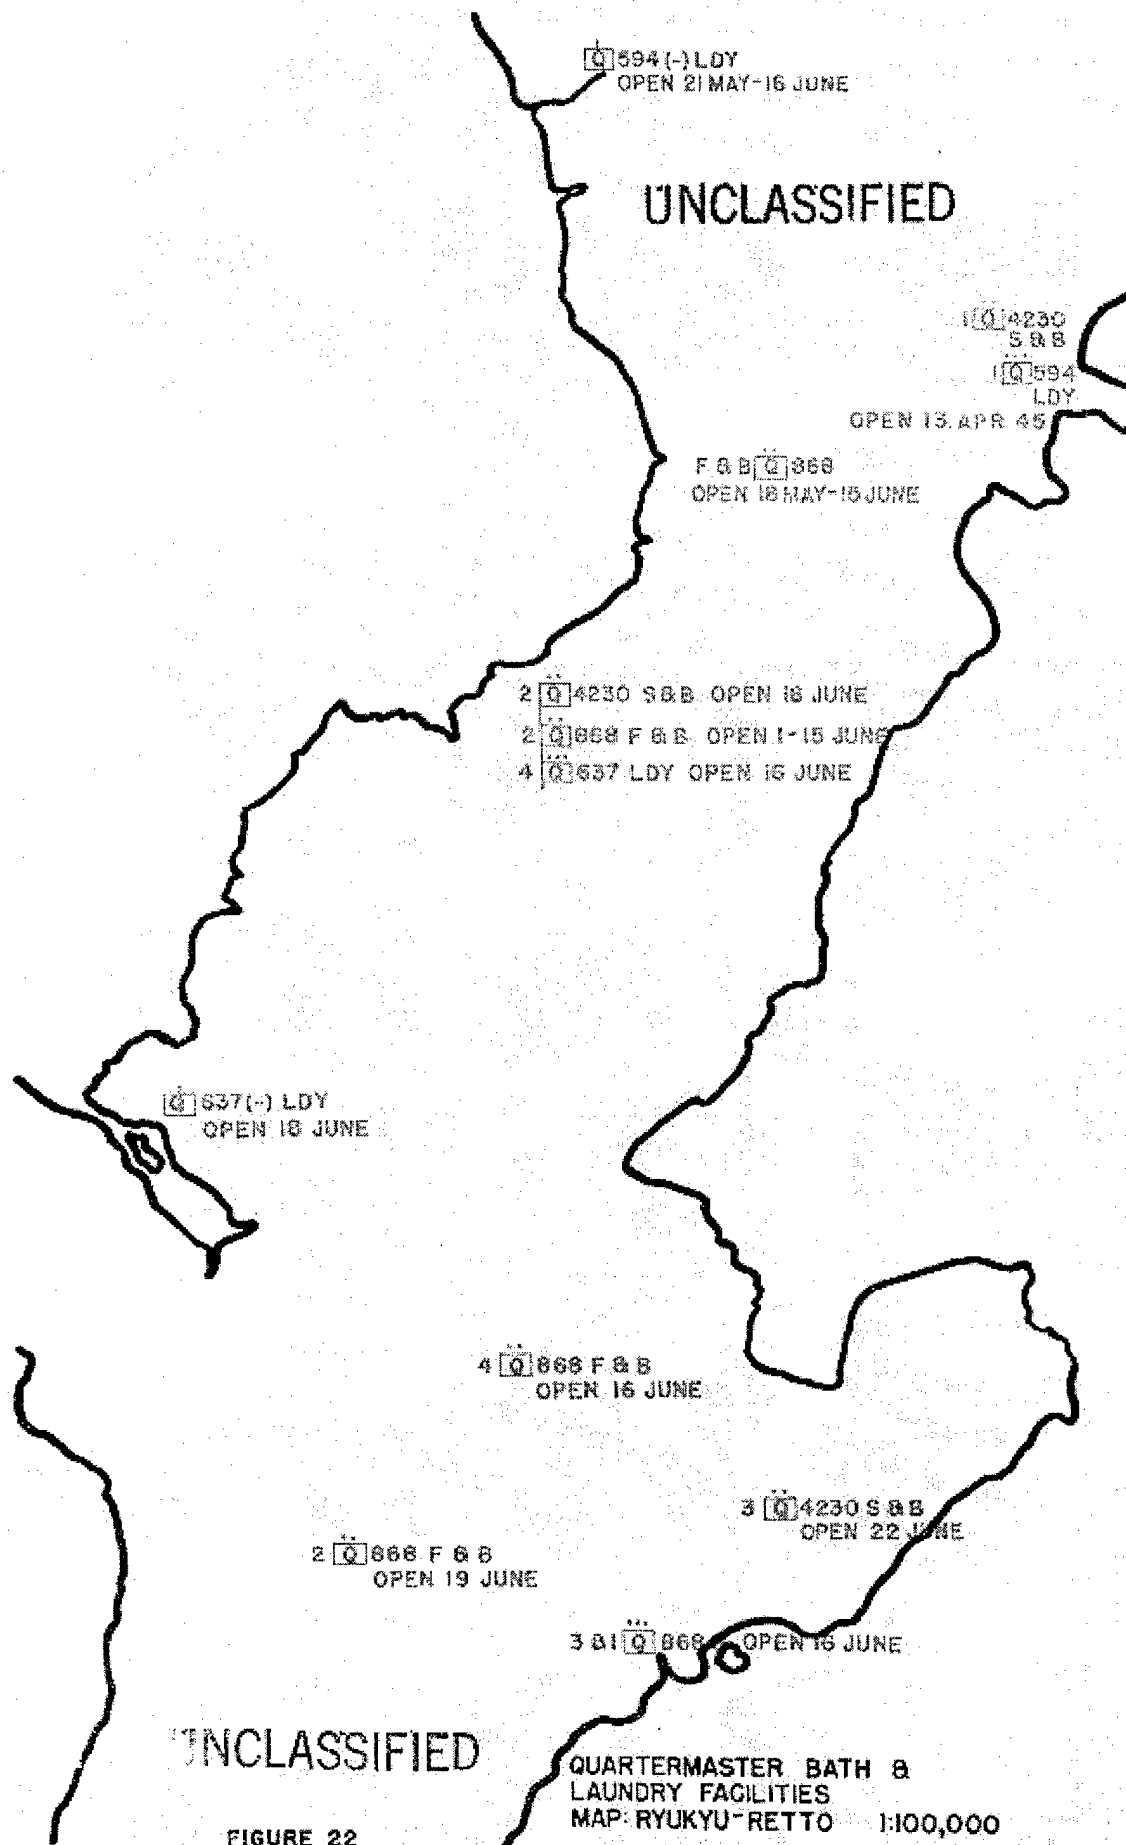 Q 594 (-) LDY
OPEN 21 MAY-16 JUNE
UNCLASSIFIED
1 Q 4230
S & B
1 Q 594
LDY
OPEN 13 APR 45
F & B Q 868
OPEN 18 MAY-15 JUNE
2 Q 4230 S & B OPEN 18 JUNE
2 Q 868 F & B OPEN 1-15 JUNE
4 Q 637 LDY OPEN 16 JUNE
Q 637(-) LDY
OPEN 18 JUNE
4 Q 868 F & B
OPEN 16 JUNE
3 Q 4230 S & B
OPEN 22 JUNE
2 Q 868 F & B
OPEN 19 JUNE
3 & 1 Q 868 OPEN 16 JUNE
UNCLASSIFIED
QUARTERMASTER BATH &
LAUNDRY FACILITIES
MAP: RYUKYU-RETTO 1:100,000
FIGURE 22